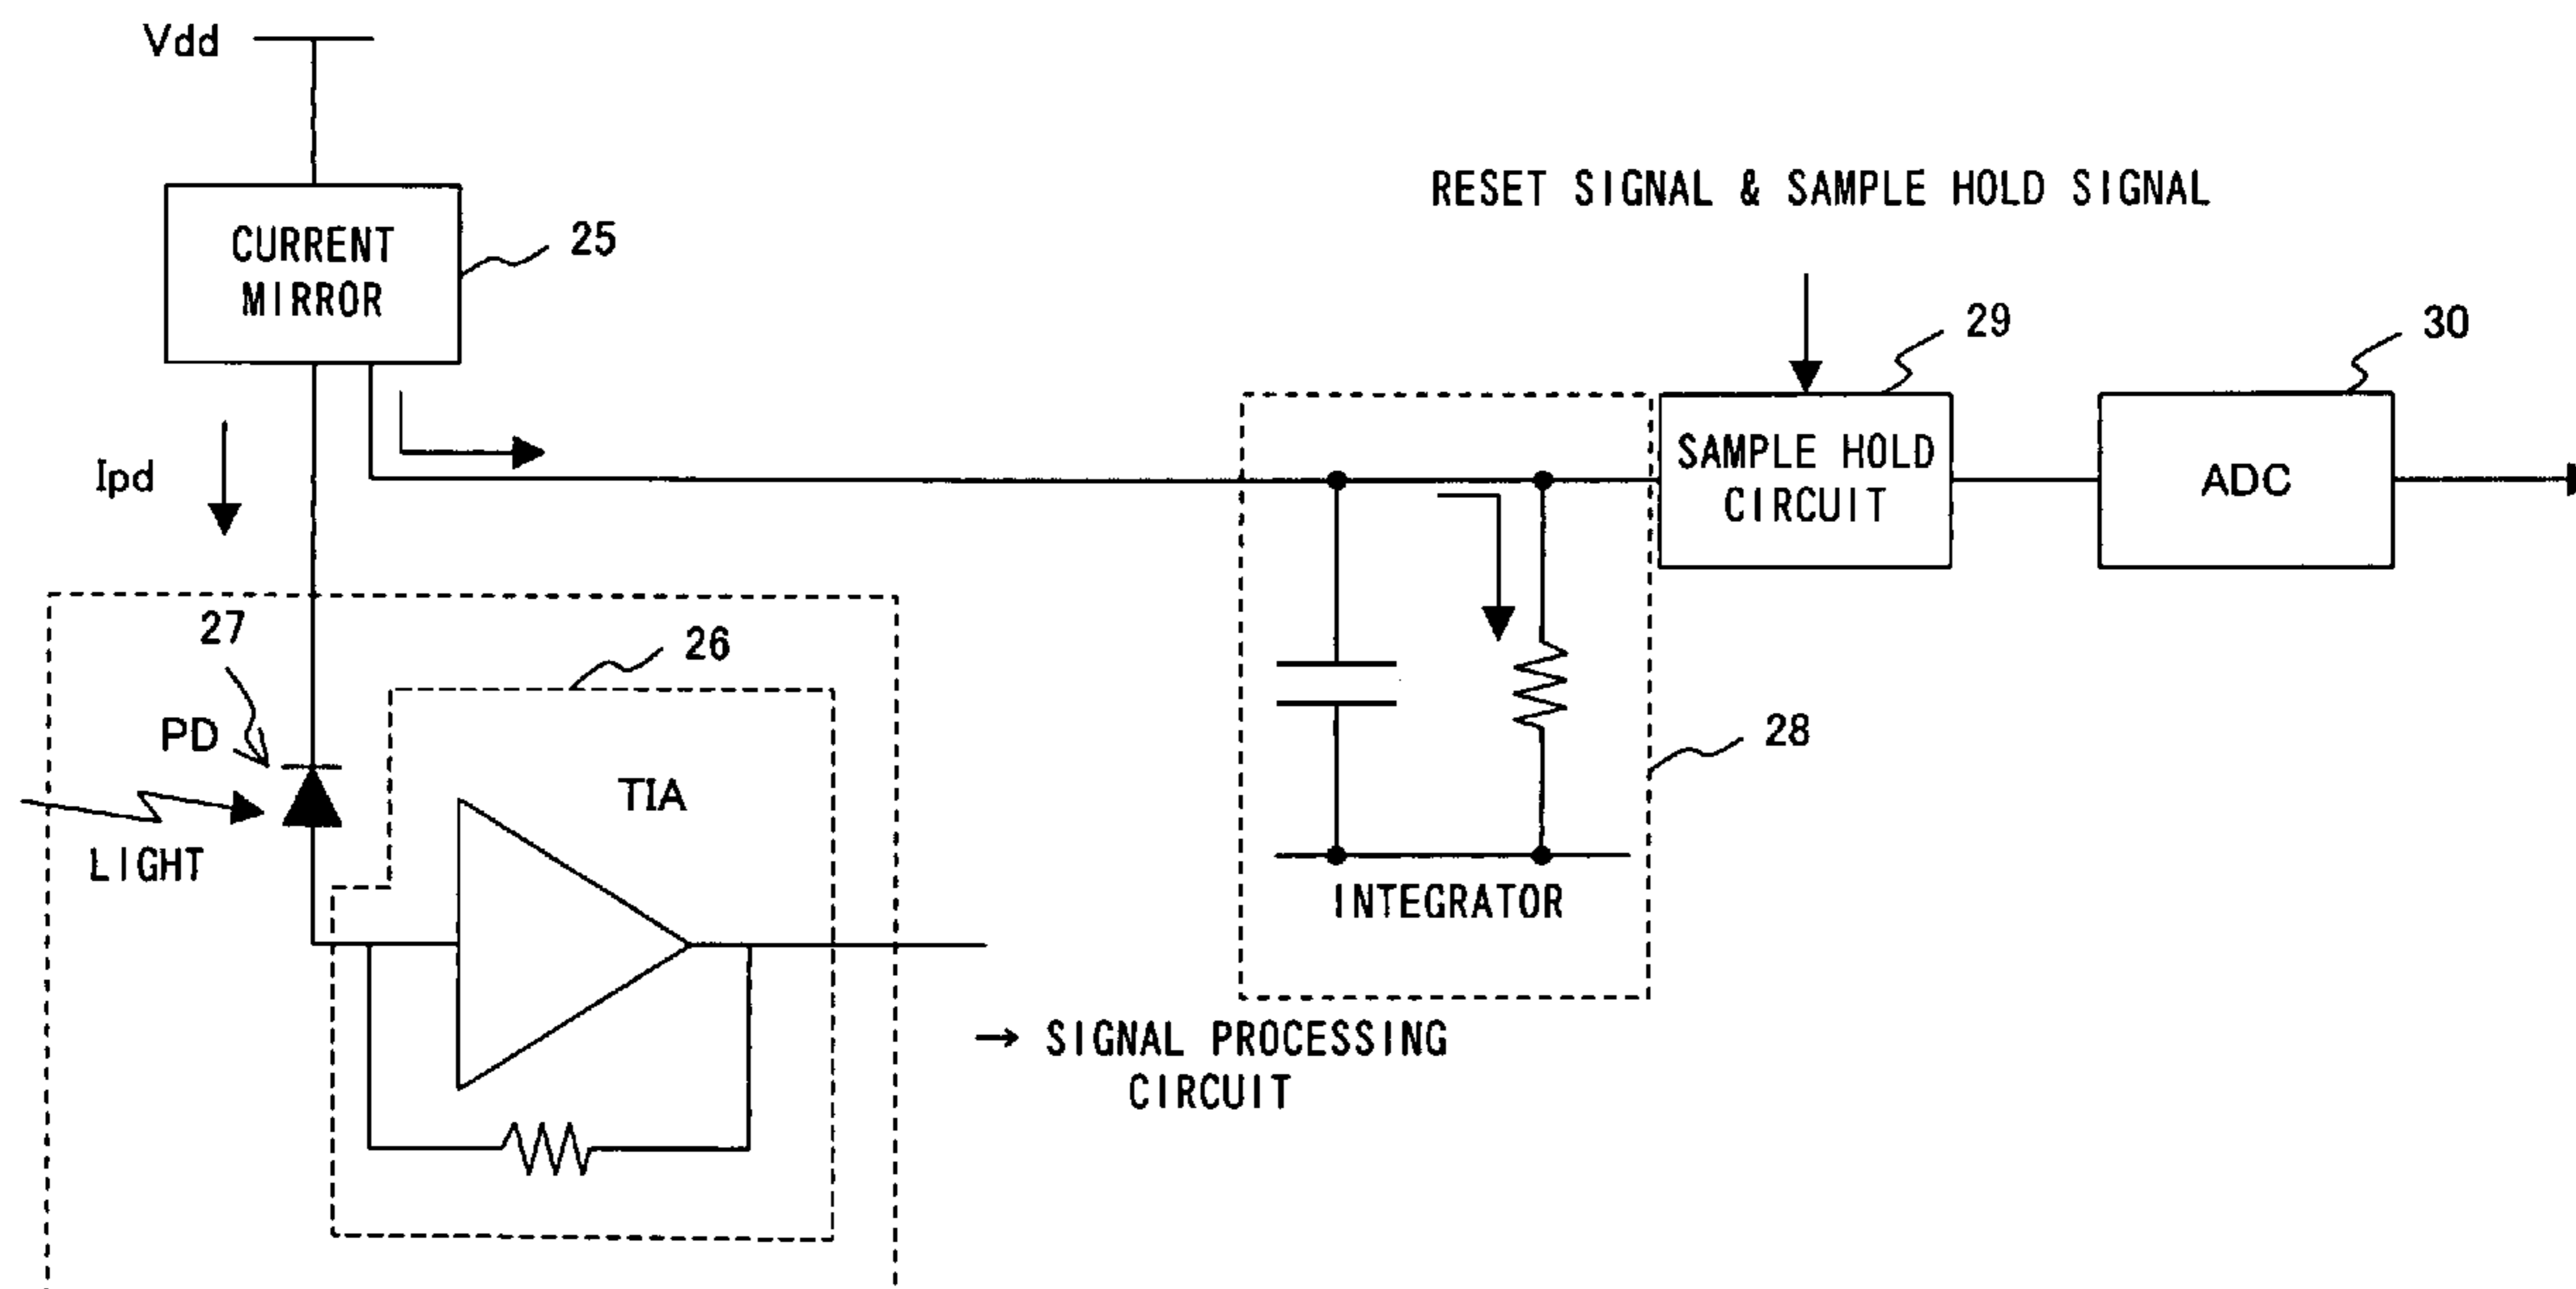 Vdd
RESET SIGNAL & SAMPLE HOLD SIGNAL
CURRENT
MIRROR
25
29
30
SAMPLE HOLD
CIRCUIT
ADC
Ipd
27
26
PD
28
TIA
LIGHT
INTEGRATOR
→ SIGNAL PROCESSING
CIRCUIT